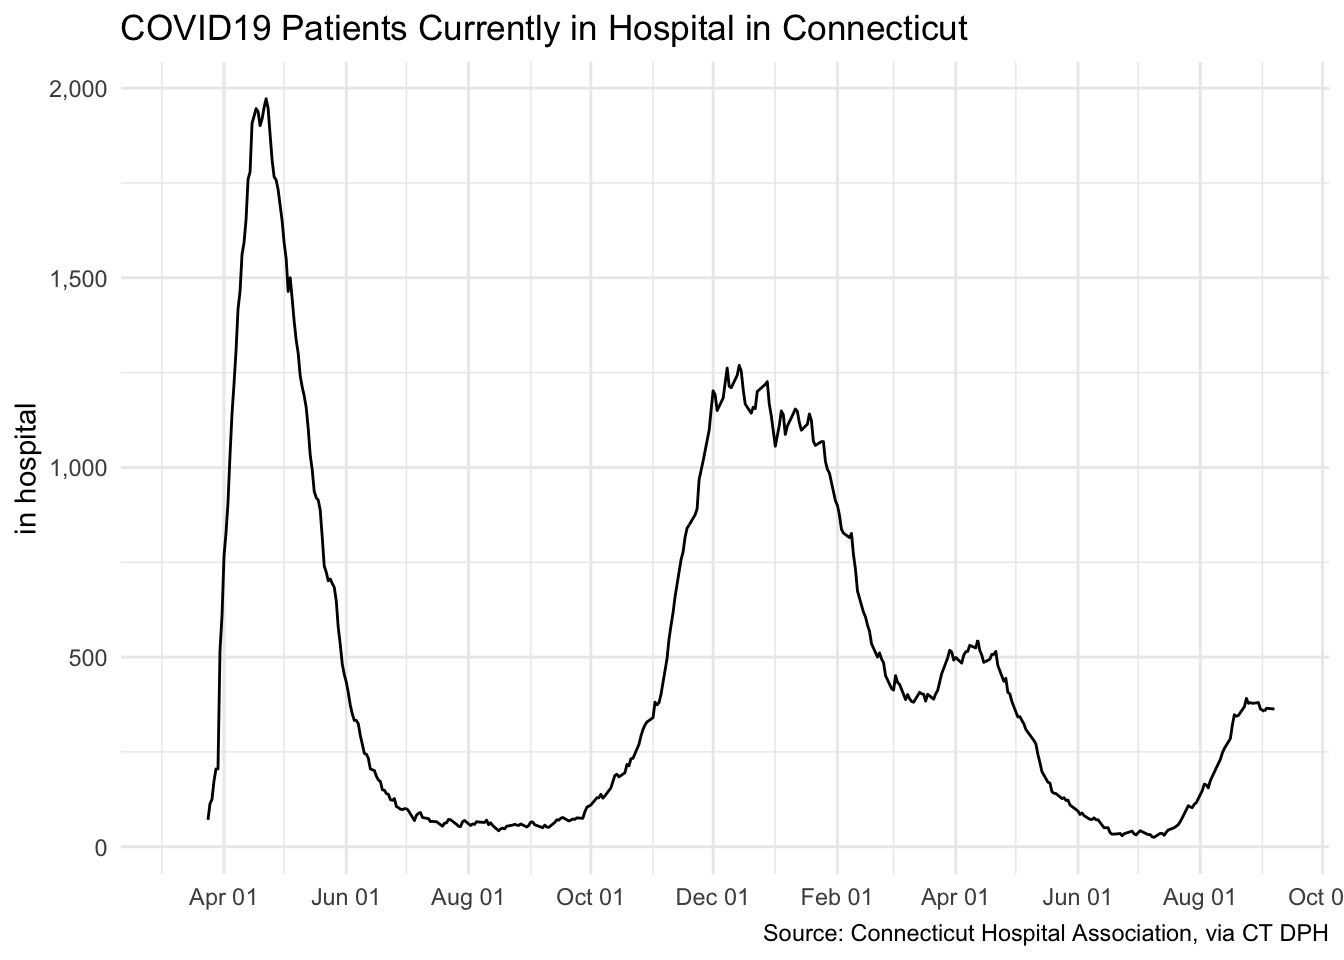 COVID19 Patients Currently in Hospital in Connecticut
2,000
1,500
1,000
500
0
in hospital
Apr 01 Jun 01 Aug 01 Oct 01 Dec 01 Feb 01 Apr 01 Jun 01 Aug 01 Oct 0
Source: Connecticut Hospital Association, via CT DPH